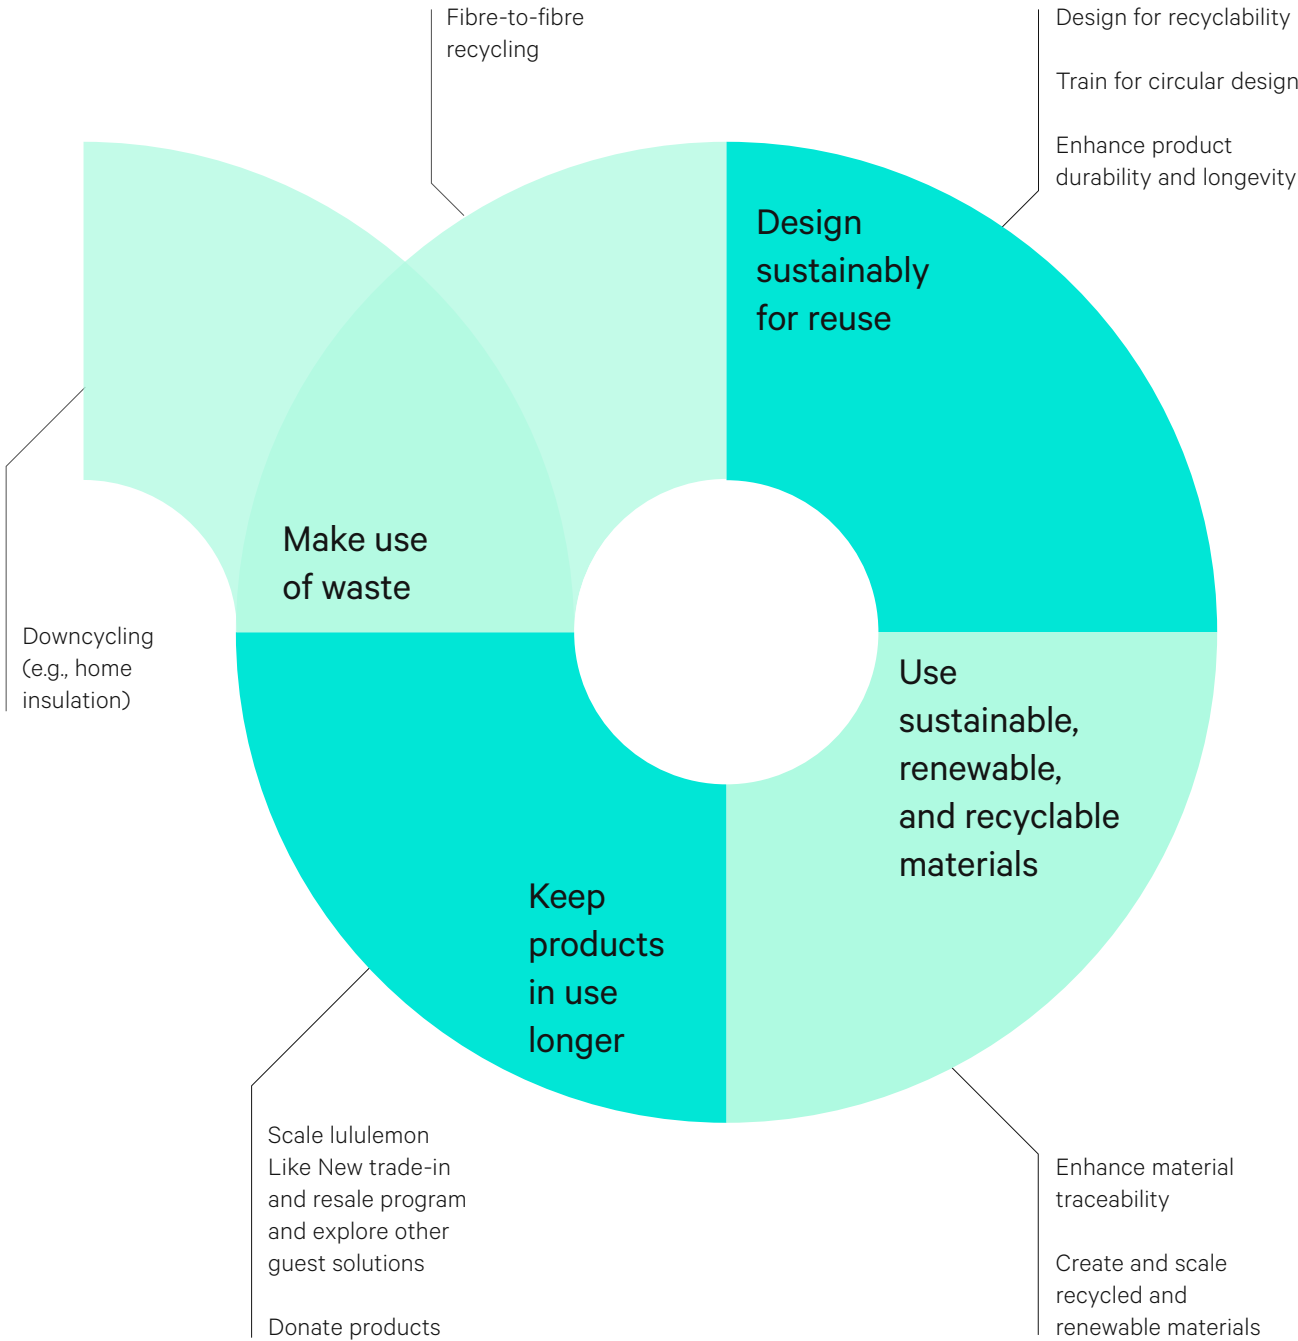 Fibre-to-fibre
recycling
Design for recyclability
Train for circular design
Enhance product
durability and longevity
Design
sustainably
for reuse
Make use
of waste
Downcycling
(e.g., home
insulation)
Use
sustainable,
renewable,
and recyclable
materials
Keep
products
in use
longer
Scale lululemon
Like New trade-in
and resale program
and explore other
guest solutions
Donate products
Enhance material
traceability
Create and scale
recycled and
renewable materials